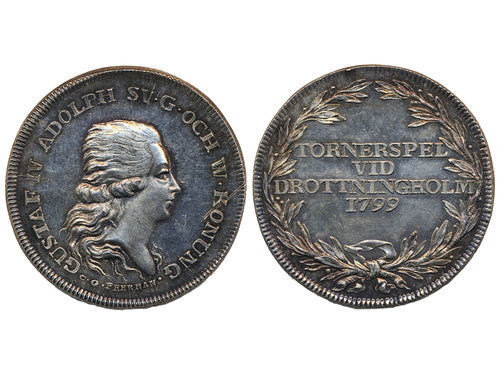 GUSTAF IV ADOLPH SV·G·OCH W·KONUNG
C·G·FEHRMAN·
TORNERSPEL
VID
DROTTNINGHOLM
1799